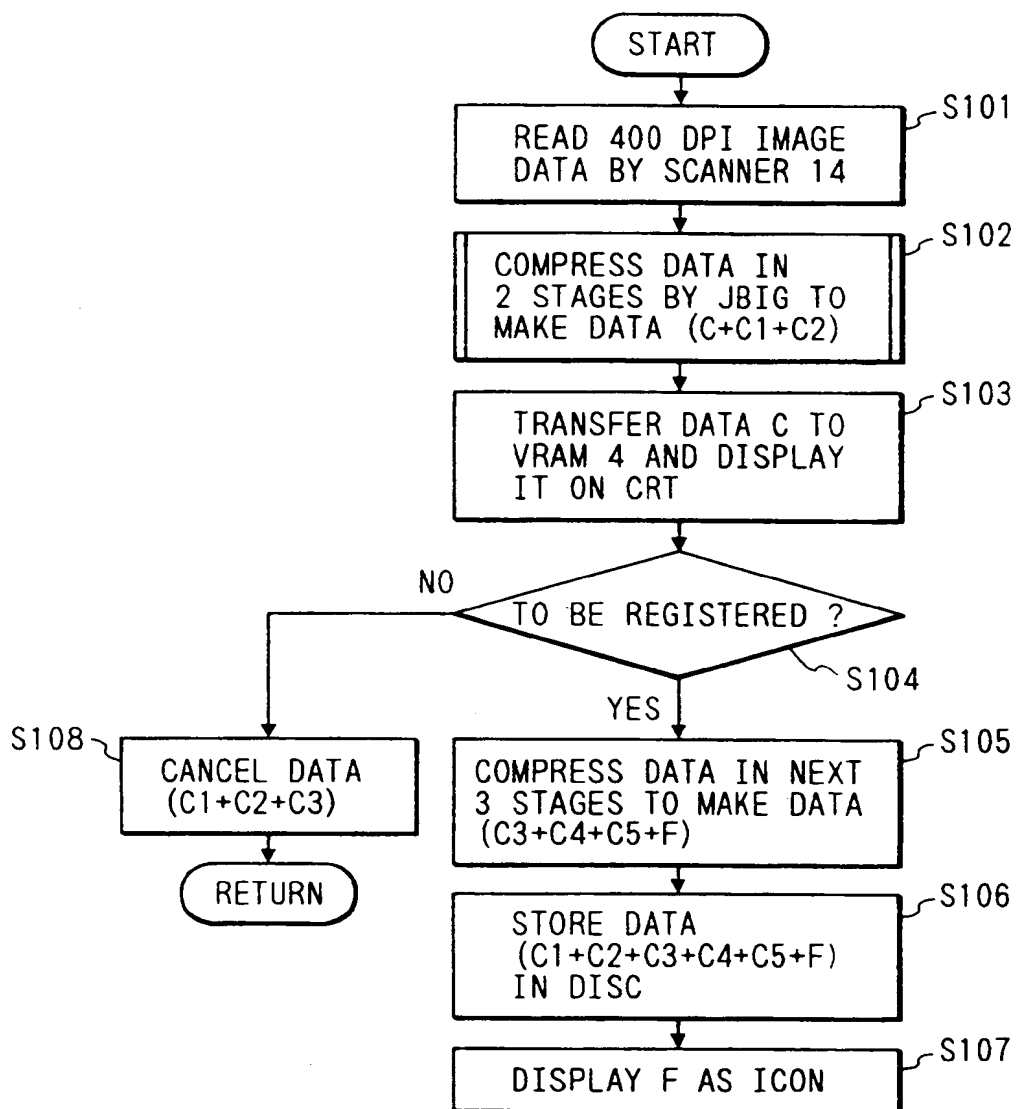 START
S101
READ 400 DPI IMAGE
DATA BY SCANNER 14
S102
COMPRESS DATA IN
2 STAGES BY JBIG TO
MAKE DATA (C+C1+C2)
S103
TRANSFER DATA C TO
VRAM 4 AND DISPLAY
IT ON CRT
NO
TO BE REGISTERED ?
S104
YES
S108
CANCEL DATA
(C1+C2+C3)
RETURN
S105
COMPRESS DATA IN NEXT
3 STAGES TO MAKE DATA
(C3+C4+C5+F)
S106
STORE DATA
(C1+C2+C3+C4+C5+F)
IN DISC
S107
DISPLAY F AS ICON